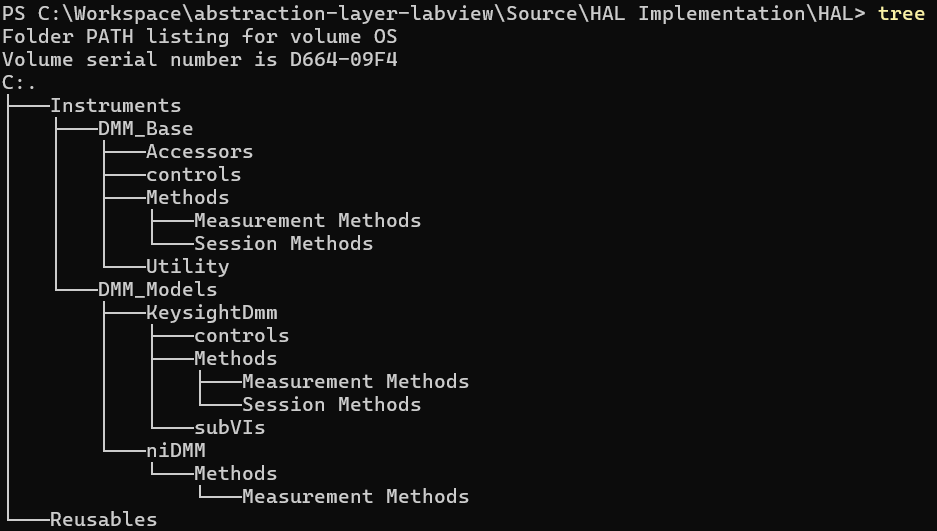 PS C:\Workspace\abstraction-layer-labview\Source\HAL Implementation\HAL> tree
Folder PATH listing for volume OS
Volume serial number is D664-09F4
C:.
├───Instruments
│   ├───DMM_Base
│   │   ├───Accessors
│   │   ├───controls
│   │   ├───Methods
│   │   │   ├───Measurement Methods
│   │   │   └───Session Methods
│   │   └───Utility
│   └───DMM_Models
│       ├───KeysightDmm
│       │   ├───controls
│       │   ├───Methods
│       │   │   ├───Measurement Methods
│       │   │   └───Session Methods
│       │   └───subVIs
│       └───niDMM
│           └───Methods
│               └───Measurement Methods
└───Reusables